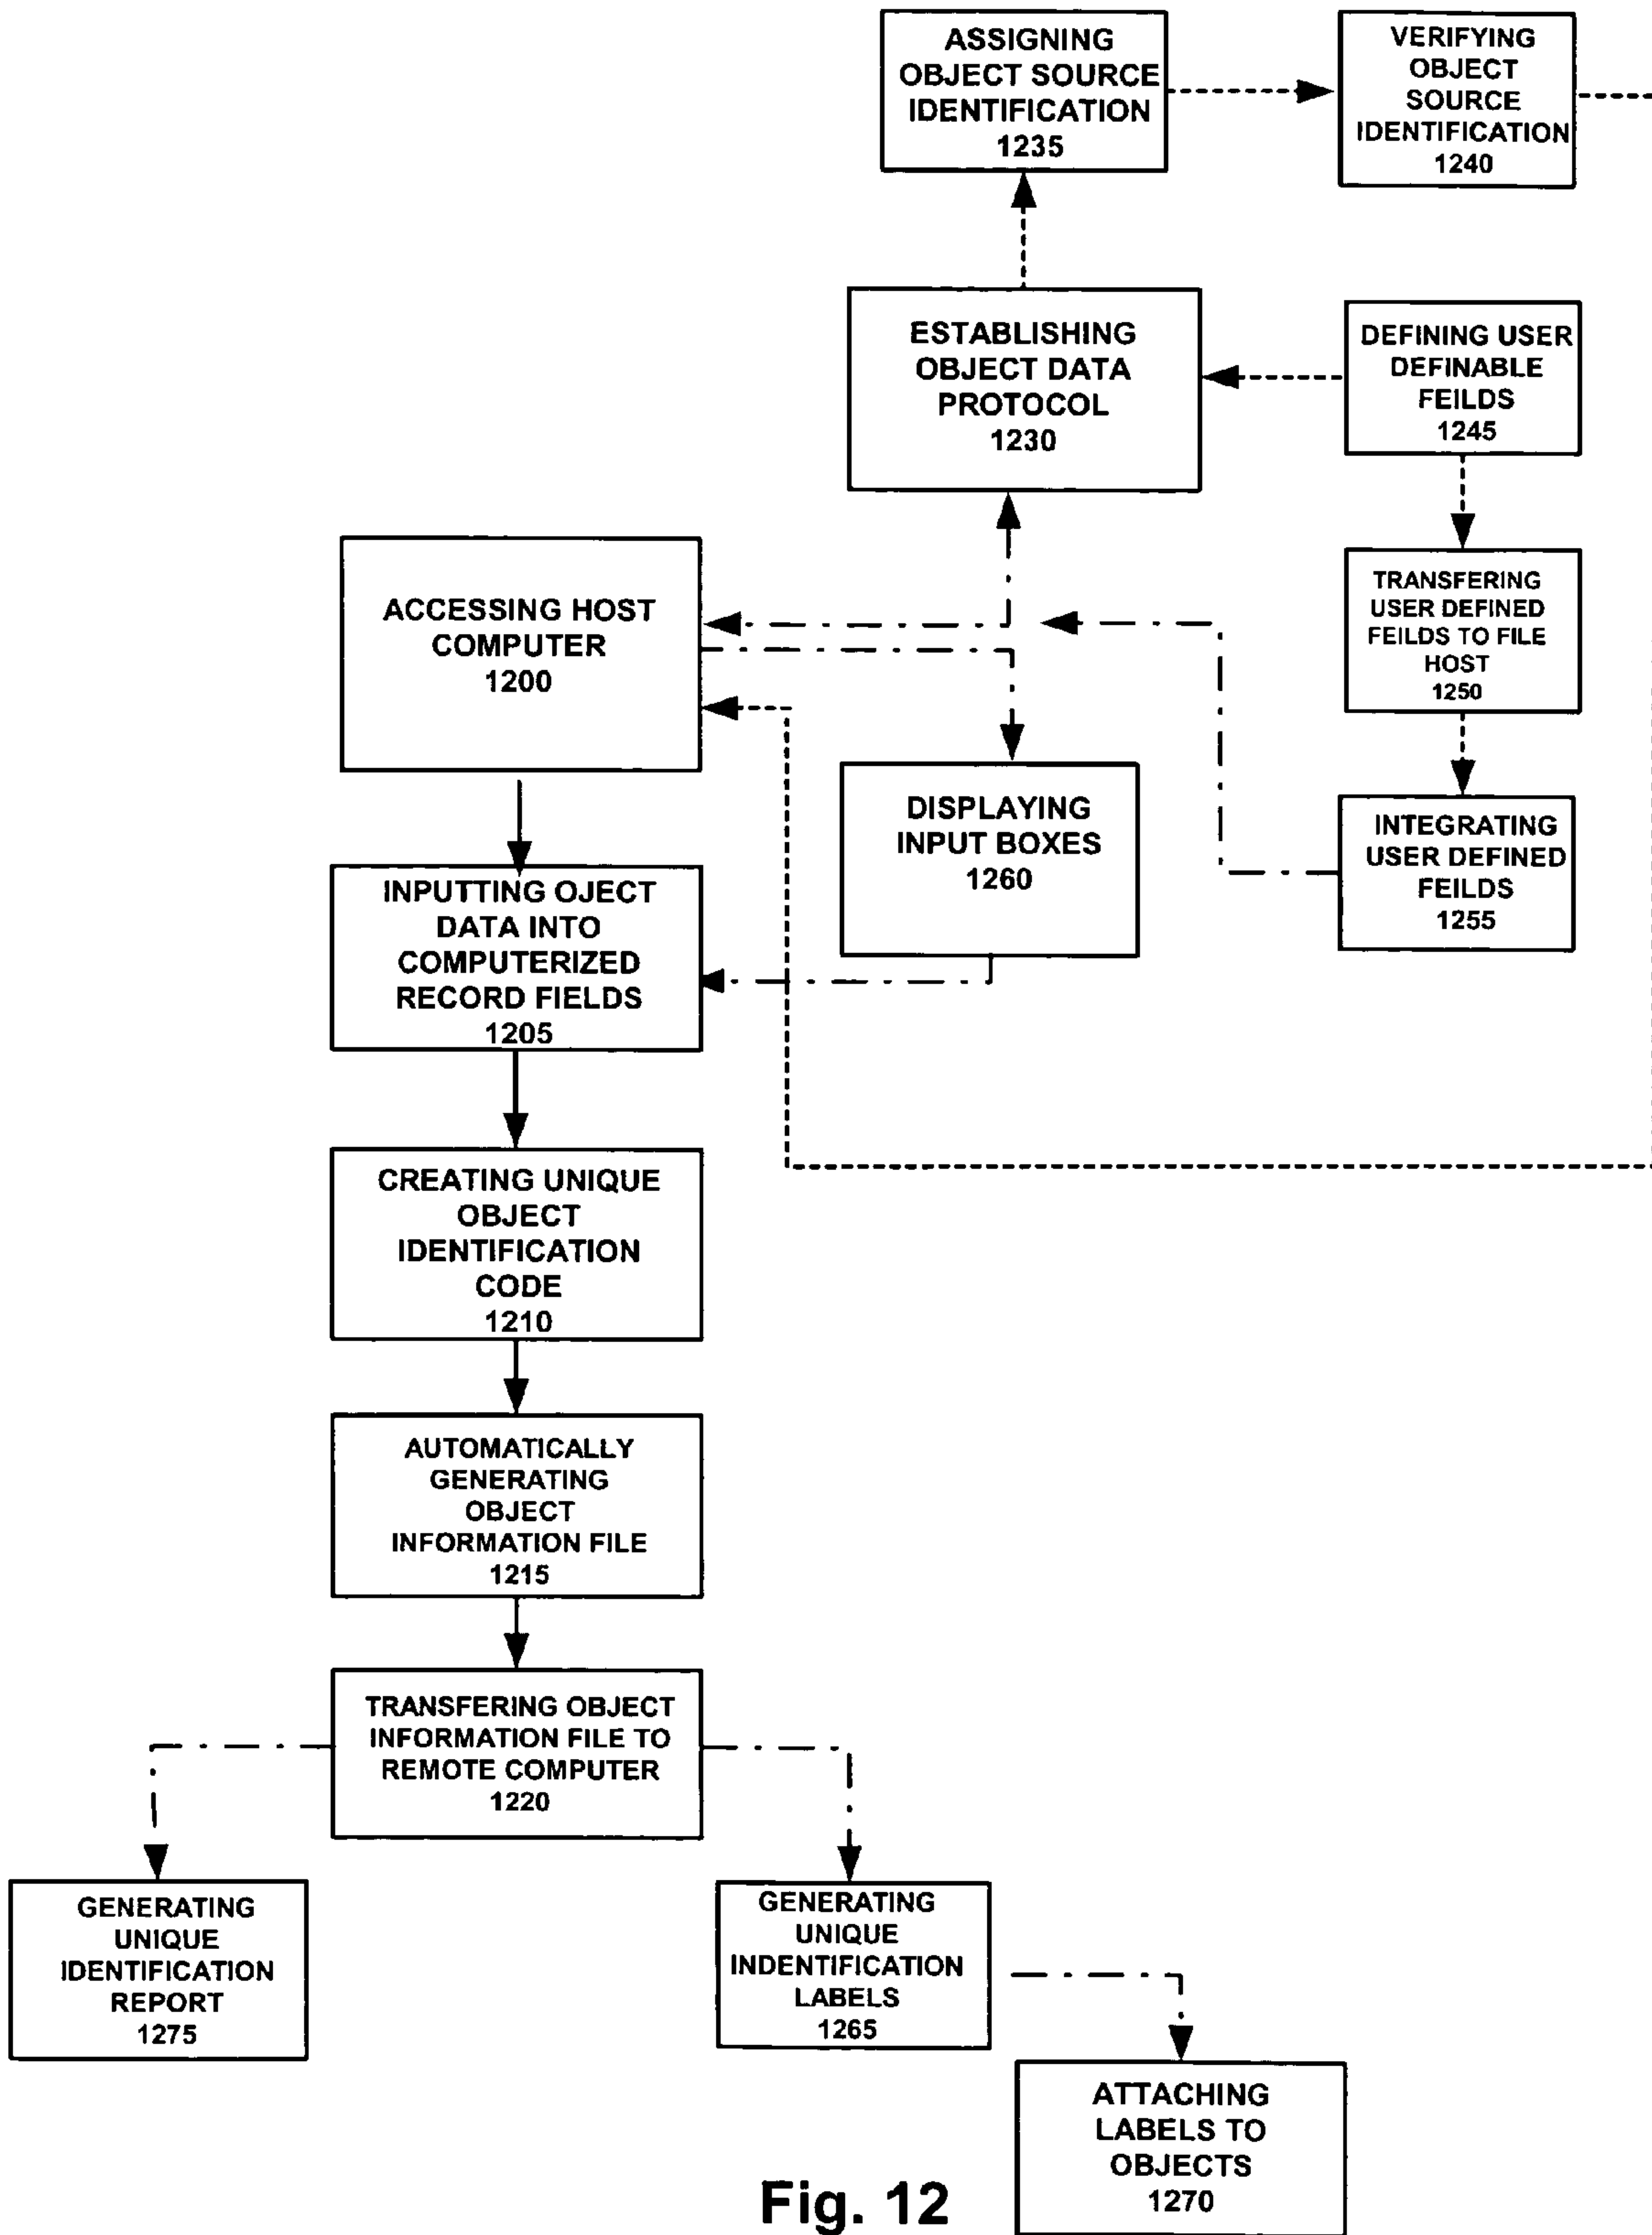 ASSIGNING
OBJECT SOURCE
IDENTIFICATION
1235
VERIFYING
OBJECT
SOURCE
IDENTIFICATION
1240
ESTABLISHING
OBJECT DATA
PROTOCOL
1230
DEFINING USER
DEFINABLE
FEILDS
1245
ACCESSING HOST
COMPUTER
1200
TRANSFERING
USER DEFINED
FEILDS TO FILE
HOST
1250
DISPLAYING
INPUT BOXES
1260
INTEGRATING
USER DEFINED
FEILDS
1255
INPUTTING OJECT
DATA INTO
COMPUTERIZED
RECORD FIELDS
1205
CREATING UNIQUE
OBJECT
IDENTIFICATION
CODE
1210
AUTOMATICALLY
GENERATING
OBJECT
INFORMATION FILE
1215
TRANSFERING OBJECT
INFORMATION FILE TO
REMOTE COMPUTER
1220
GENERATING
UNIQUE
IDENTIFICATION
REPORT
1275
GENERATING
UNIQUE
INDENTIFICATION
LABELS
1265
ATTACHING
LABELS TO
OBJECTS
1270
Fig. 12